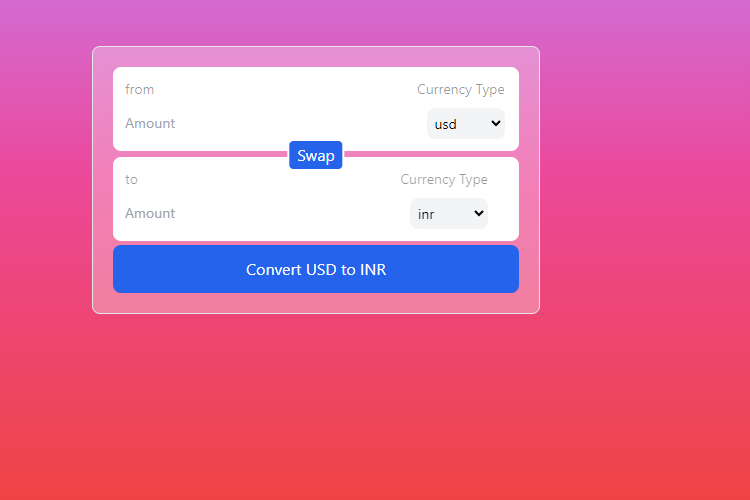 from Currency Type
Amount usd
Swap
to Currency Type
Amount inr
Convert USD to INR